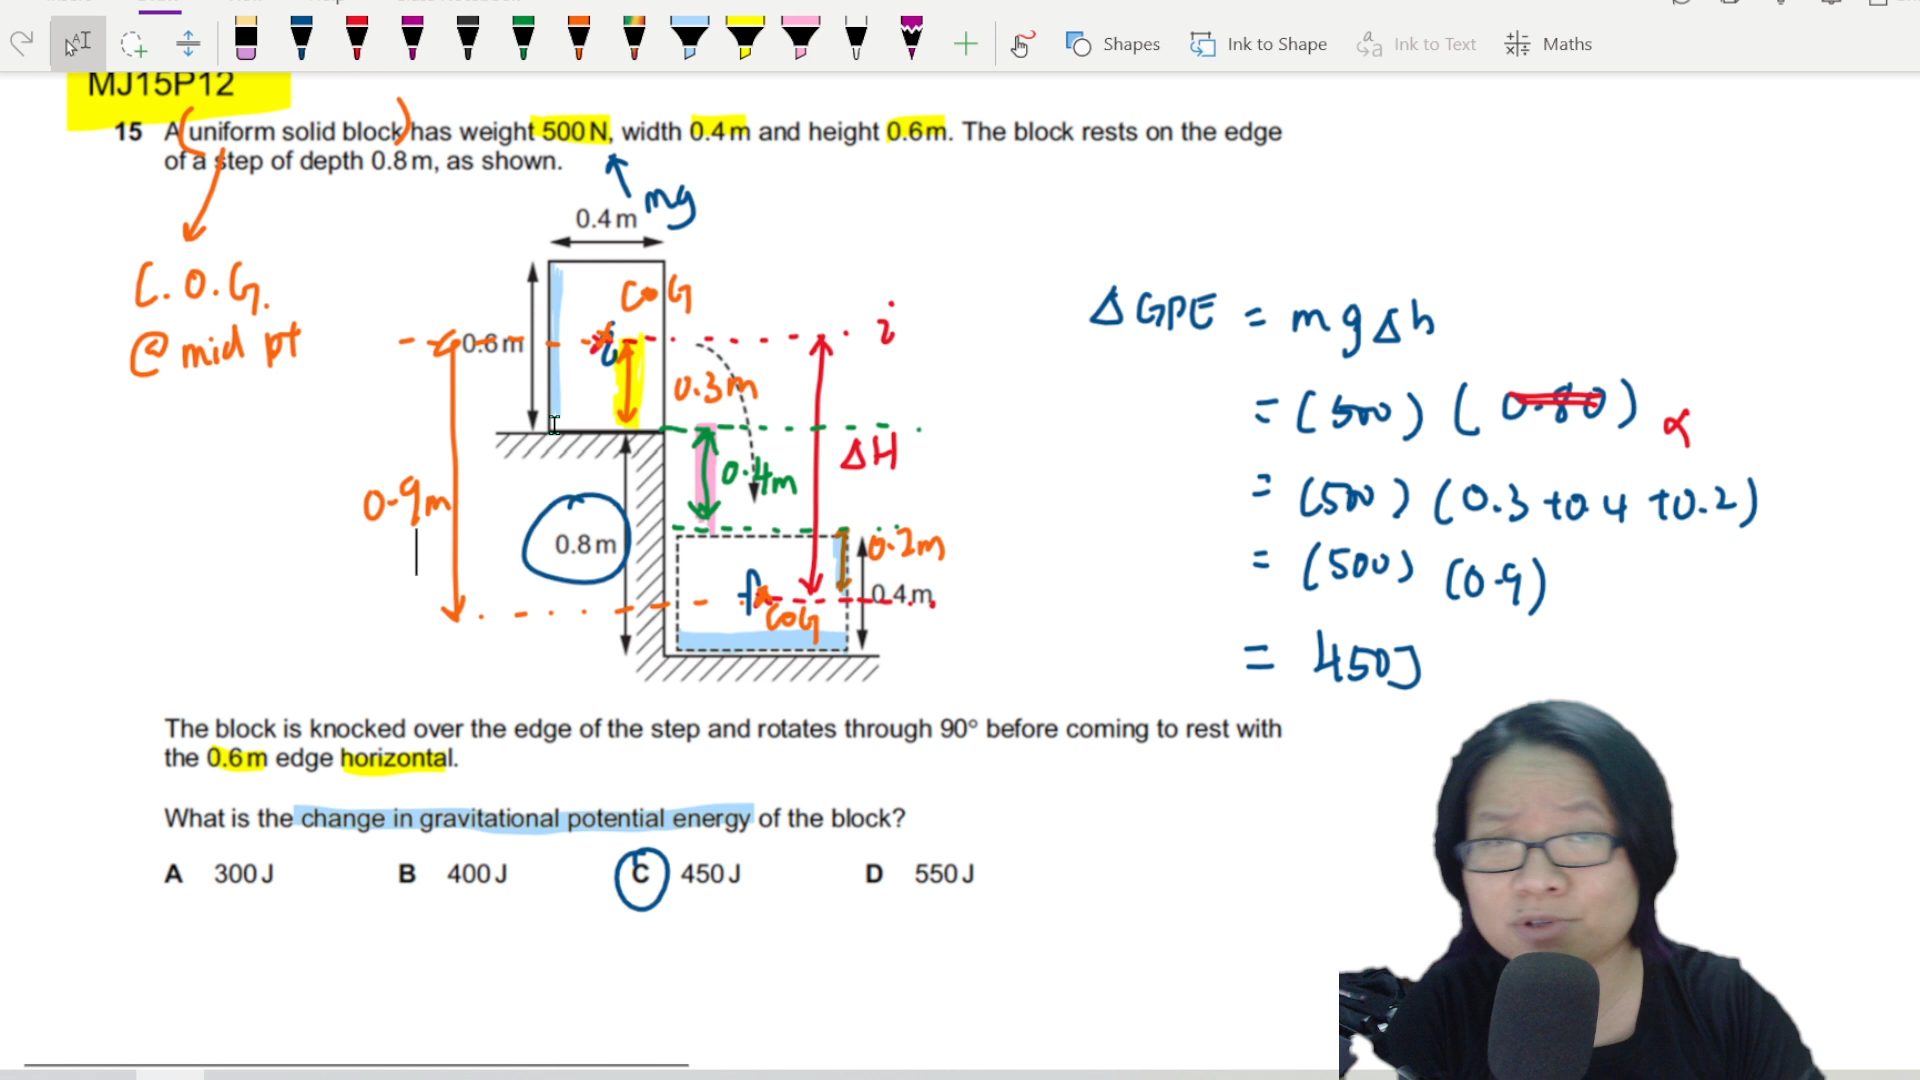 Shapes
Link to Shape
Link to Text
Maths
MJ15P12
15 A uniform solid block has weight 500 N, width 0.4 m and height 0.6 m. The block rests on the edge
of a step of depth 0.8 m, as shown.
mg
0.4 m
C.O.G.
@ mid pt
CoG
0.6 m
i
i
0.3m
ΔH
0.4m
0.9m
0.8 m
0.2m
f
0.4 m
CoG
Δ GPE = mgΔh
= (500) (0.80) α
= (500) (0.3 + 0.4 + 0.2)
= (500) (0.9)
= 450J
The block is knocked over the edge of the step and rotates through 90° before coming to rest with
the 0.6 m edge horizontal.
What is the change in gravitational potential energy of the block?
A 300 J B 400 J C 450 J D 550 J